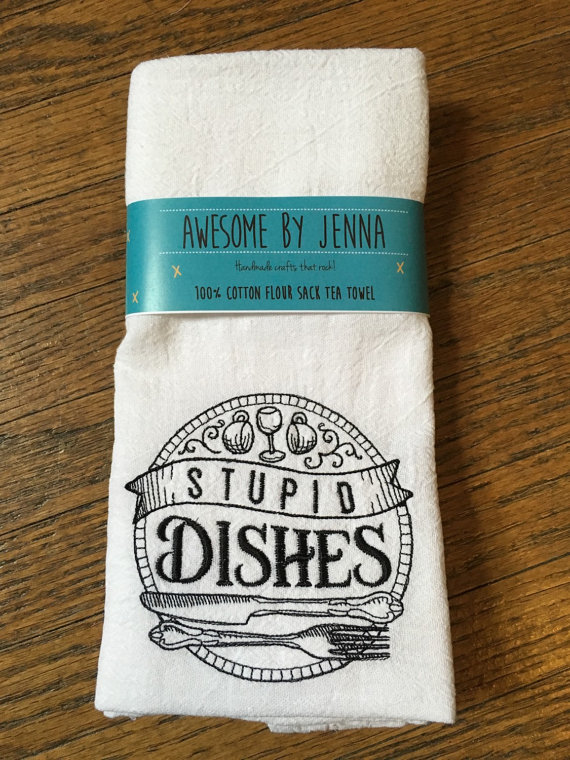 AWESOME BY JENNA
Handmade crafts that rock!
100% COTTON FLOUR SACK TEA TOWEL
STUPID
DISHES